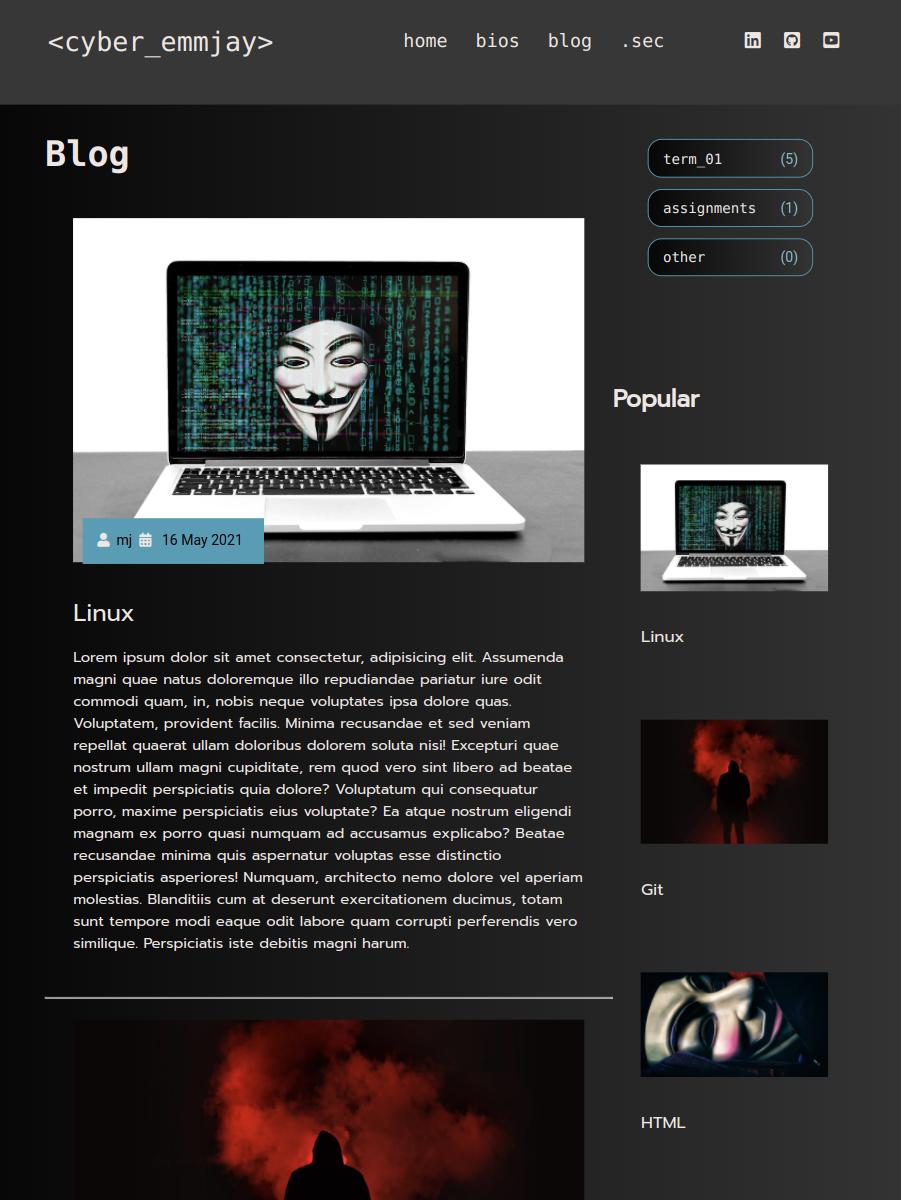 <cyber_emmjay>
home bios blog .sec
Blog
mj 16 May 2021
Linux
Lorem ipsum dolor sit amet consectetur, adipisicing elit. Assumenda
magni quae natus doloremque illo repudiandae pariatur iure odit
commodi quam, in, nobis neque voluptates ipsa dolore quas.
Voluptatem, provident facilis. Minima recusandae et sed veniam
repellat quaerat ullam doloribus dolorem soluta nisi! Excepturi quae
nostrum ullam magni cupiditate, rem quod vero sint libero ad beatae
et impedit perspiciatis quia dolore? Voluptatum qui consequatur
porro, maxime perspiciatis eius voluptate? Ea atque nostrum eligendi
magnam ex porro quasi numquam ad accusamus explicabo? Beatae
recusandae minima quis aspernatur voluptas esse distinctio
perspiciatis asperiores! Numquam, architecto nemo dolore vel aperiam
molestias. Blanditiis cum at deserunt exercitationem ducimus, totam
sunt tempore modi eaque odit labore quam corrupti perferendis vero
similique. Perspiciatis iste debitis magni harum.
term_01 (5)
assignments (1)
other (0)
Popular
Linux
Git
HTML